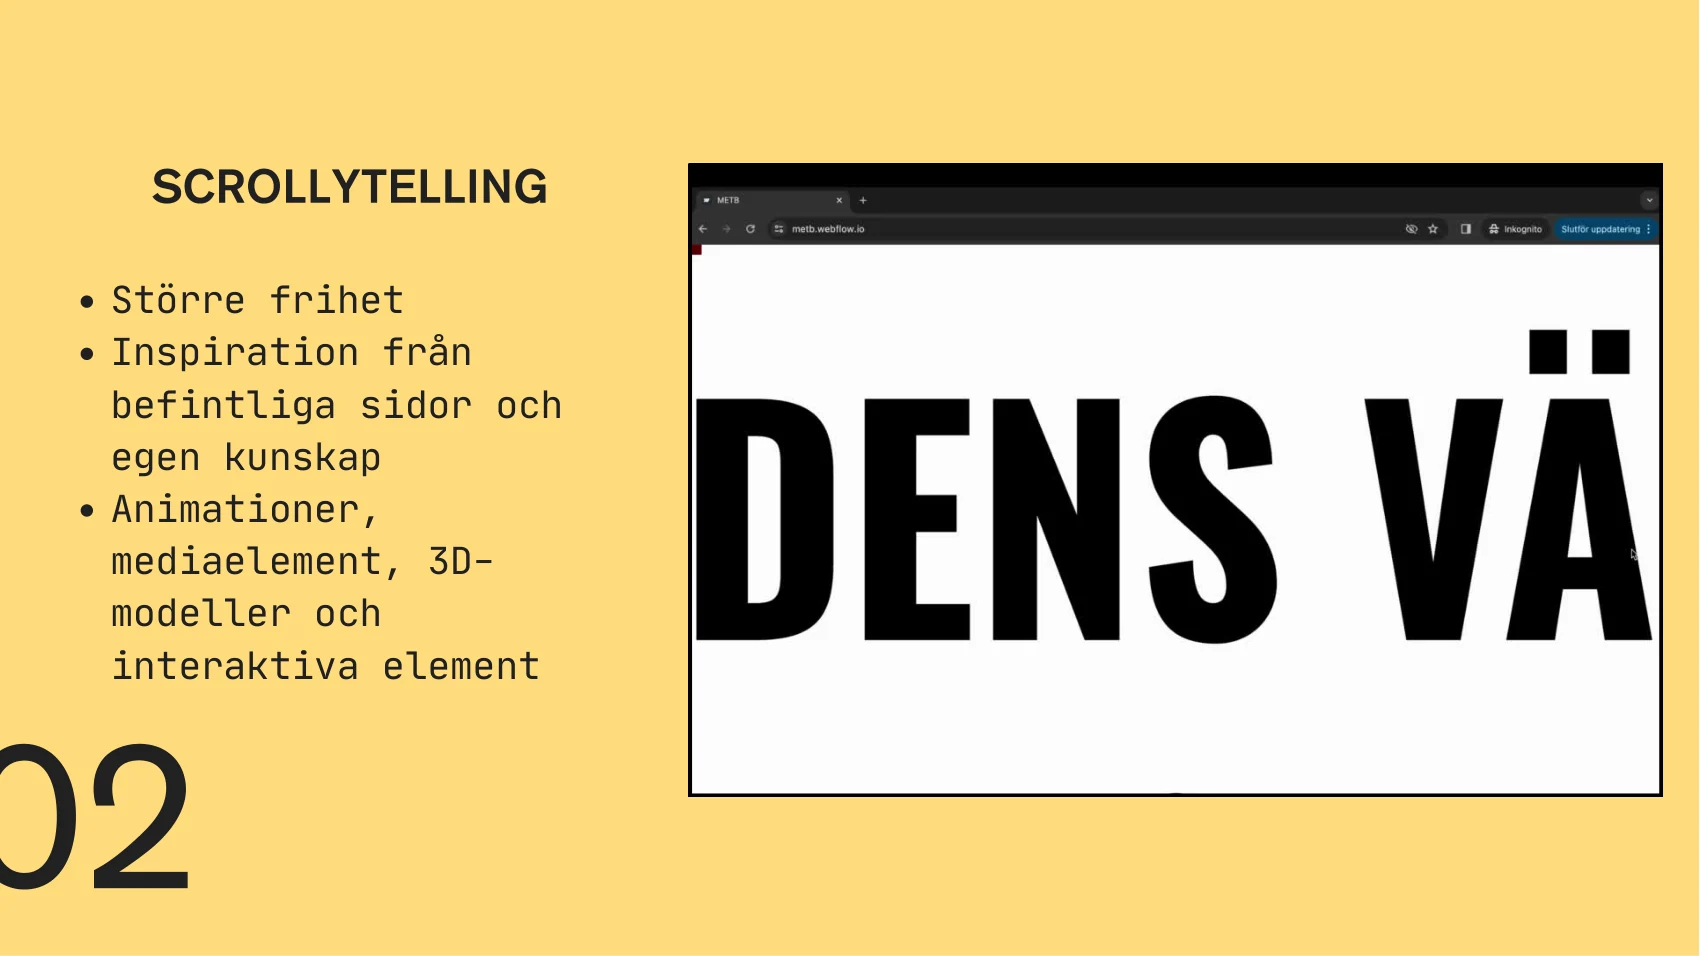 SCROLLYTELLING
• Större frihet
• Inspiration från
befintliga sidor och
egen kunskap
• Animationer,
mediaelement, 3D-
modeller och
interaktiva element
02
METB
metb.webflow.io
Inkognito
Slutför uppdatering
DENS VÄ